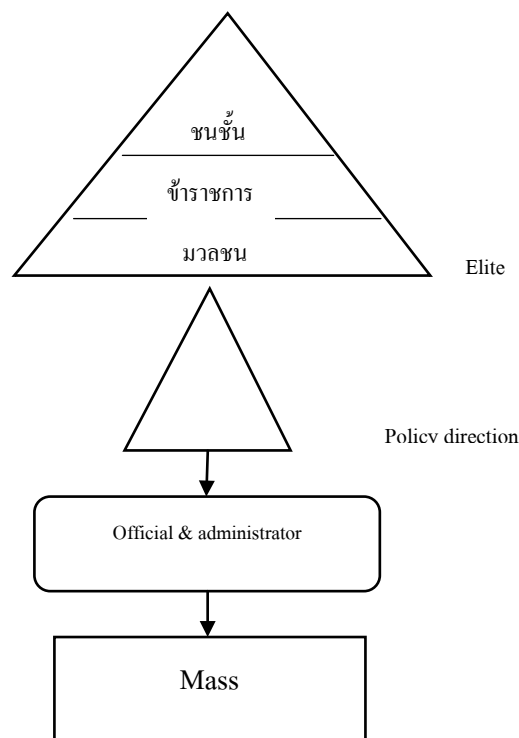 ชนชั้น
ข้าราชการ
มวลชน
Elite
Policy direction
Official & administrator
Mass